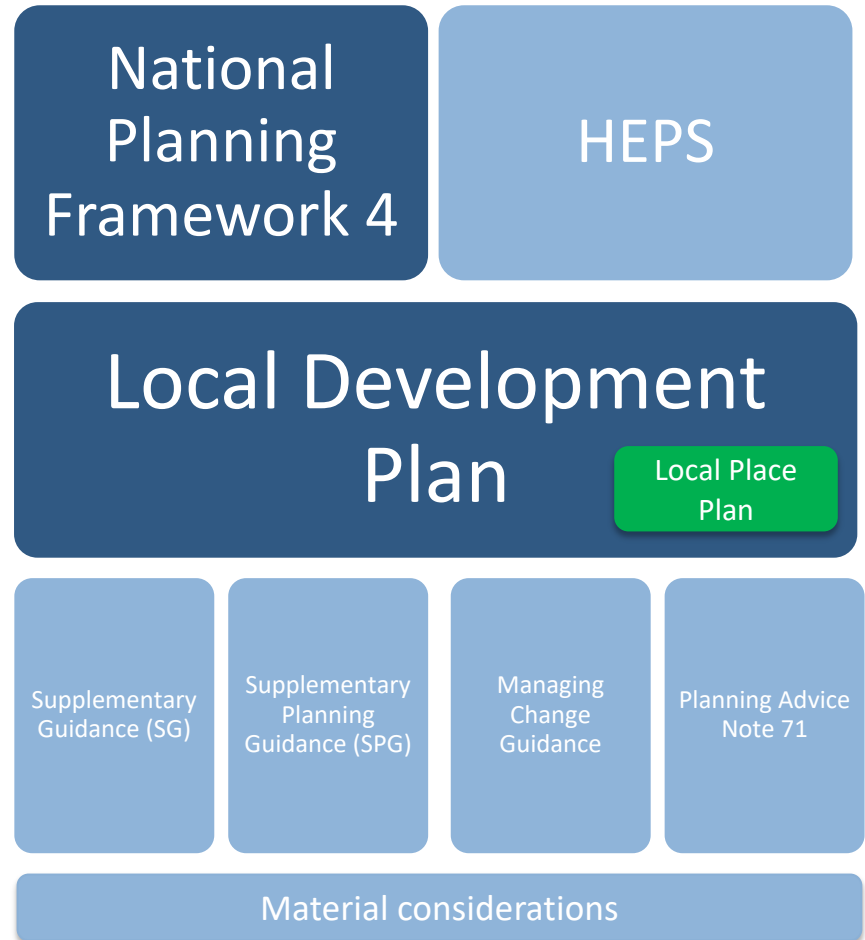 National
Planning
Framework 4
HEPS
Local Development
Plan
Local Place
Plan
Supplementary
Guidance (SG)
Supplementary
Planning
Guidance (SPG)
Managing
Change
Guidance
Planning Advice
Note 71
Material considerations